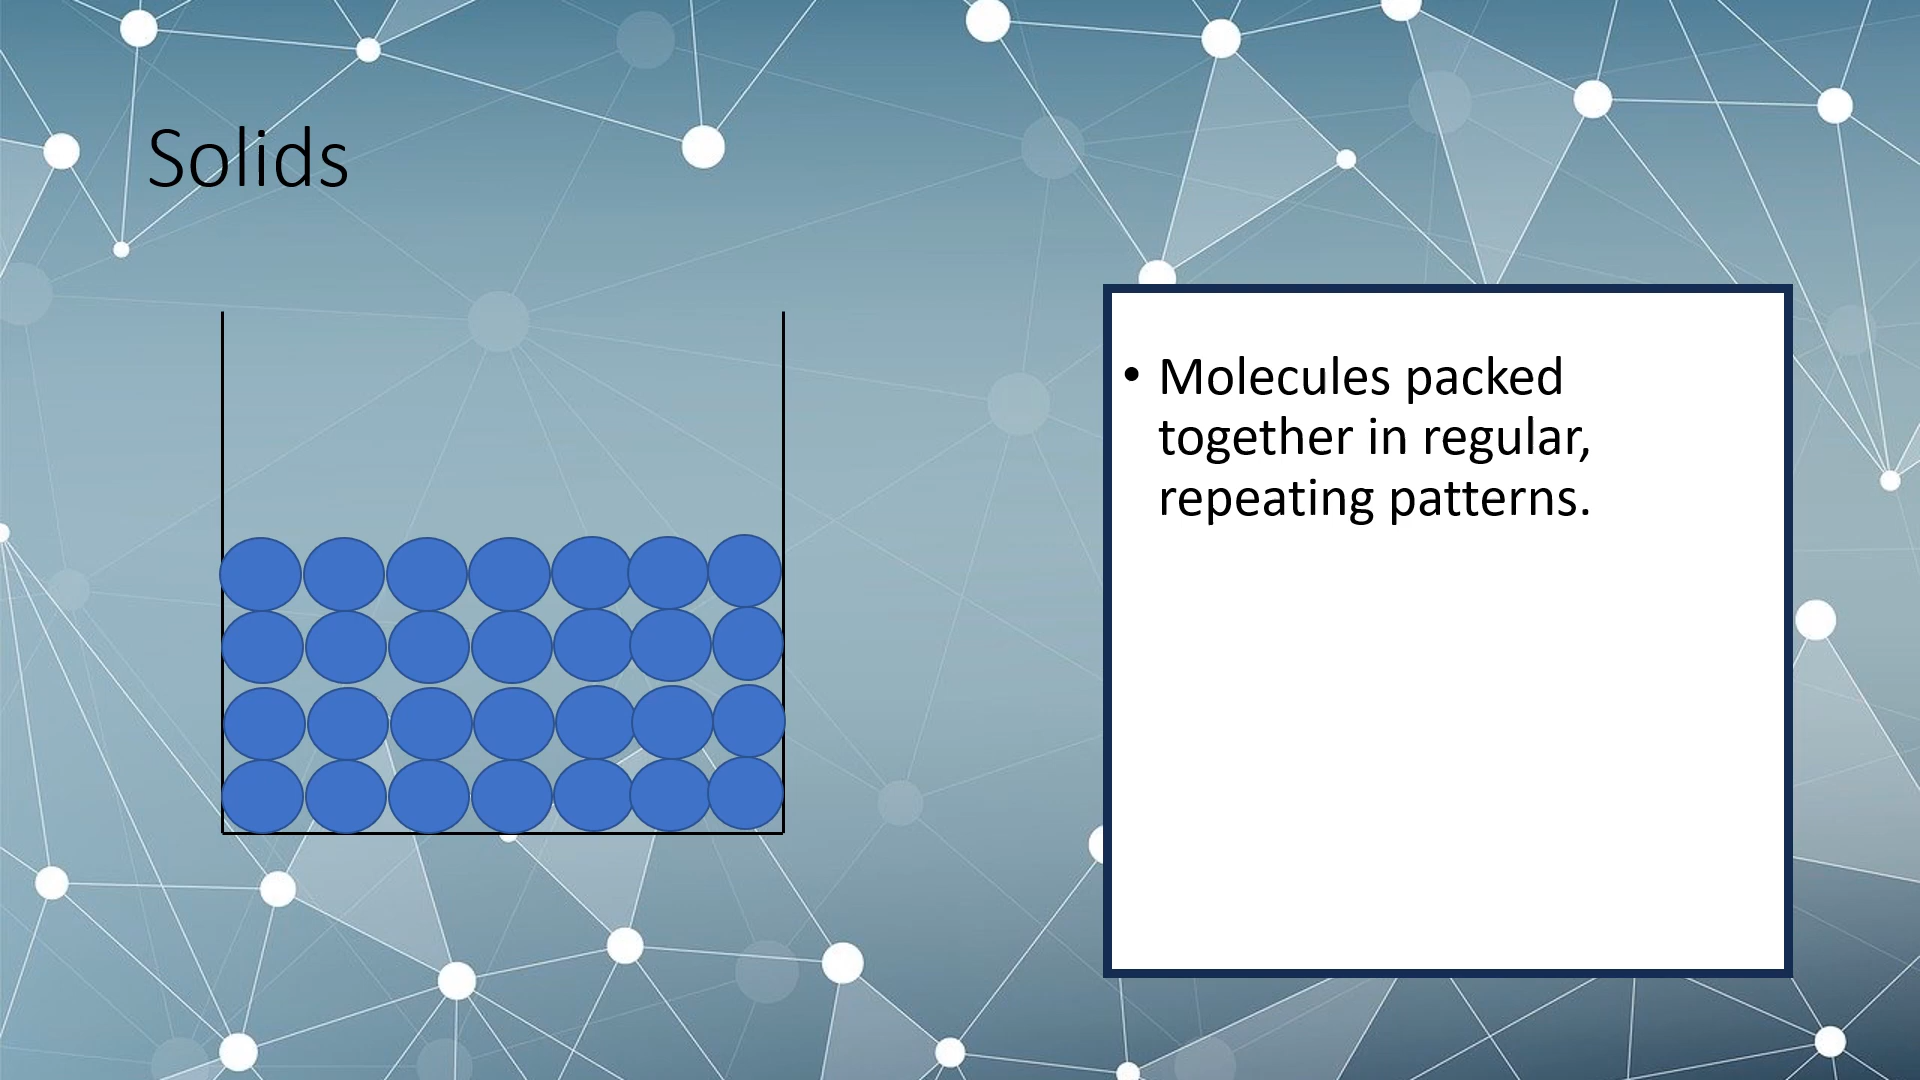 Solids
• Molecules packed
together in regular,
repeating patterns.